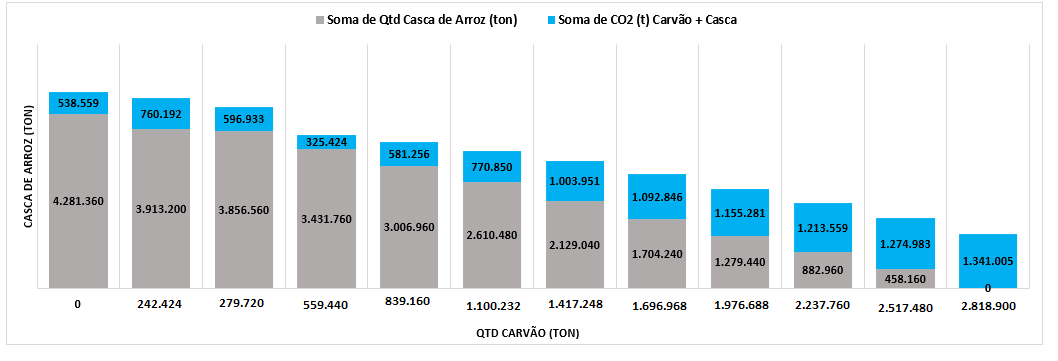 Soma de Qtd Casca de Arroz (ton) Soma de CO2 (t) Carvão + Casca
CASCA DE ARROZ (TON)
538.559 760.192 596.933 325.424 581.256 770.850 1.003.951 1.092.846 1.155.281 1.213.559 1.274.983 1.341.005
4.281.360 3.913.200 3.856.560 3.431.760 3.006.960 2.610.480 2.129.040 1.704.240 1.279.440 882.960 458.160 0
0 242.424 279.720 559.440 839.160 1.100.232 1.417.248 1.696.968 1.976.688 2.237.760 2.517.480 2.818.900
QTD CARVÃO (TON)